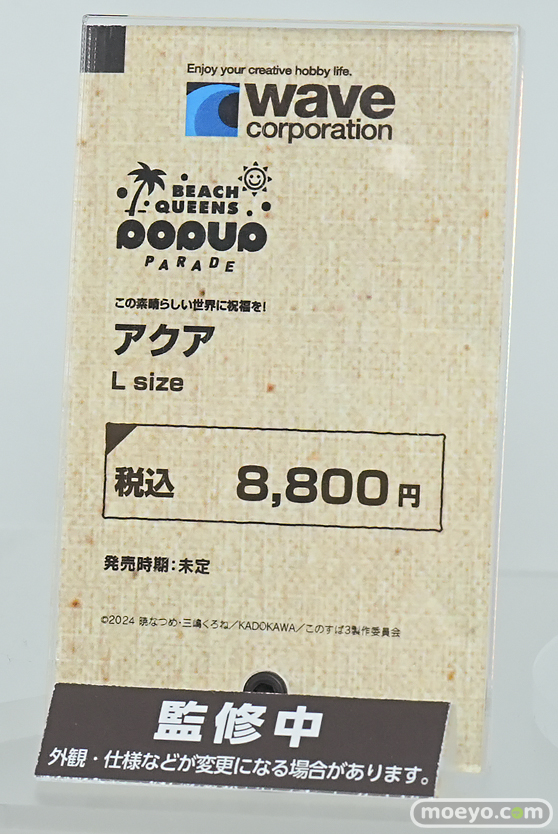 Enjoy your creative hobby life.
wave
corporation
BEACH
QUEENS
POPUP
PARADE
この素晴らしい世界に祝福を!
アクア
L size
税込 8,800 円
発売時期:未定
©2024 暁なつめ・三嶋くろね/KADOKAWA/このすば3製作委員会
監修中
外観・仕様などが変更になる場合があります。
moeyo.com